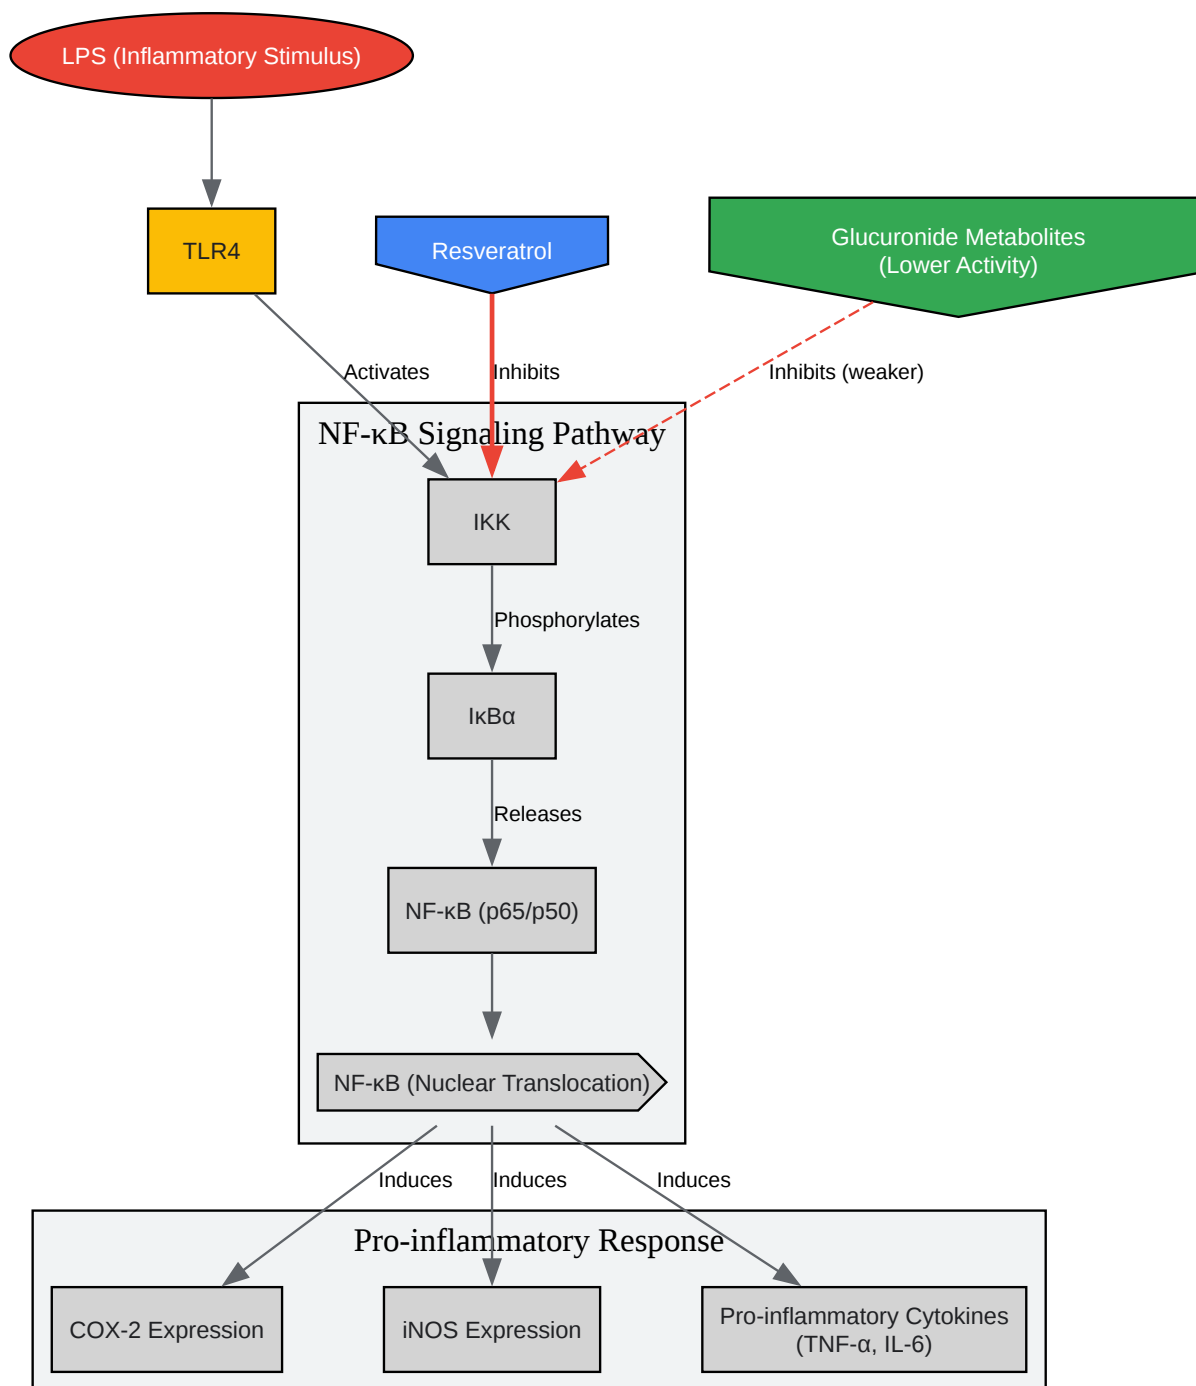 LPS (Inflammatory Stimulus)
TLR4
Resveratrol
Glucuronide Metabolites
(Lower Activity)
Activates
Inhibits
Inhibits (weaker)
NF-κB Signaling Pathway
IKK
Phosphorylates
IκBα
Releases
NF-κB (p65/p50)
NF-κB (Nuclear Translocation)
Induces
Induces
Induces
Pro-inflammatory Response
COX-2 Expression
iNOS Expression
Pro-inflammatory Cytokines
(TNF-α, IL-6)